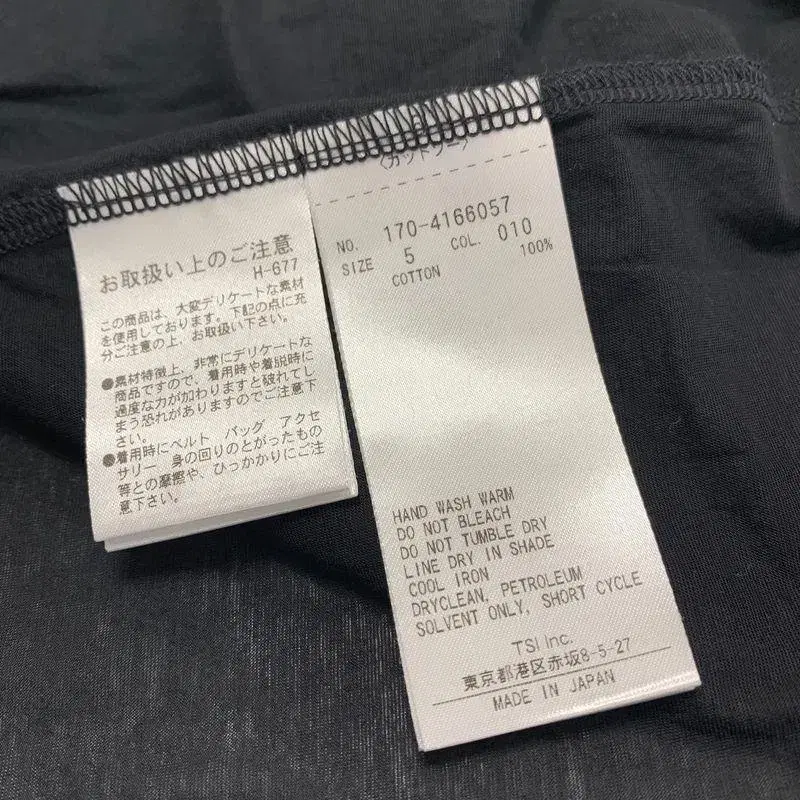 お取扱い上のご注意
H-677
この商品は、大変デリケートな素材
を使用しております。下記の点に充
分ご注意の上、お取扱い下さい。
●素材特徴上、非常にデリケートな
商品ですので、着用時や着脱時に
過度な力が加わりますと破れてし
まう恐れがありますのでご注意下
さい。
●着用時にベルト バッグ アクセ
サリー 身の回りのとがったもの
等との摩擦や、ひっかかりにご注
意下さい。
〈カットソー〉
NO. 170-4166057
SIZE 5 COL. 010
COTTON 100%
HAND WASH WARM
DO NOT BLEACH
DO NOT TUMBLE DRY
LINE DRY IN SHADE
COOL IRON
DRYCLEAN, PETROLEUM
SOLVENT ONLY, SHORT CYCLE
TSI Inc.
東京都港区赤坂8-5-27
MADE IN JAPAN